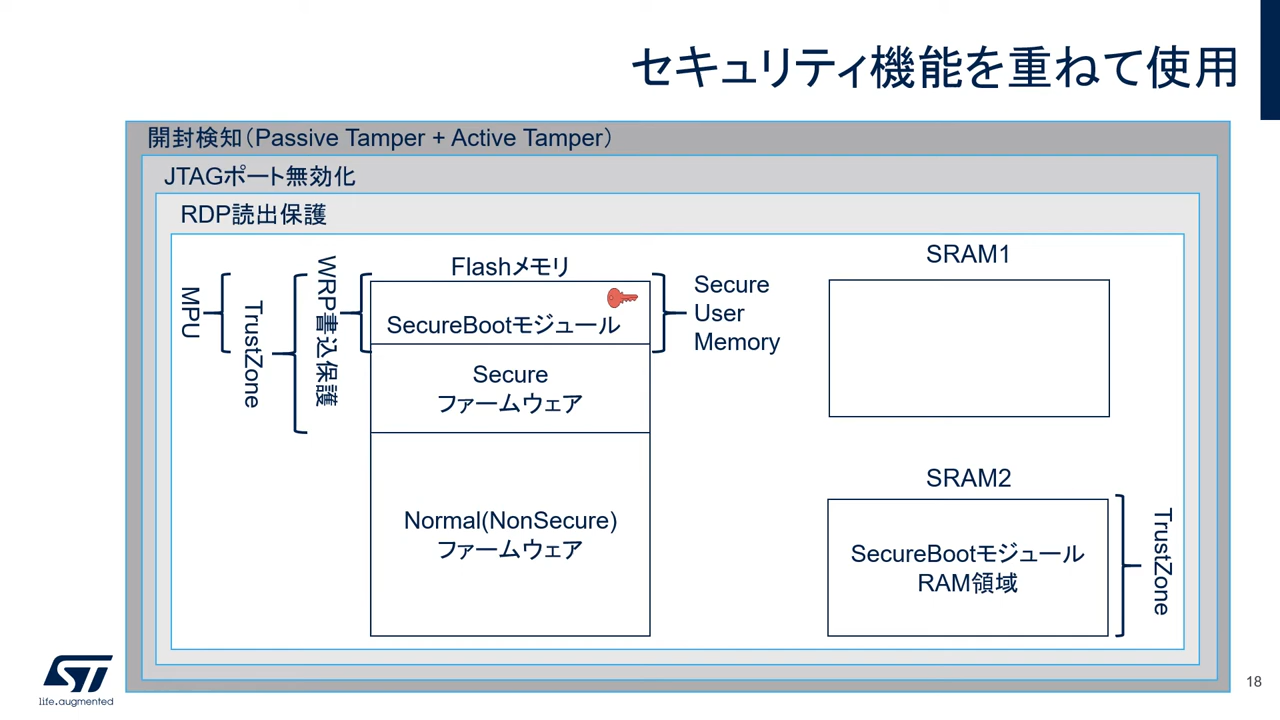 セキュリティ機能を重ねて使用
開封検知（Passive Tamper + Active Tamper）
JTAGポート無効化
RDP読出保護
MPU
TrustZone
WRP書込保護
Flashメモリ
SecureBootモジュール
Secure
ファームウェア
Normal(NonSecure)
ファームウェア
Secure
User
Memory
SRAM1
SRAM2
SecureBootモジュール
RAM領域
TrustZone
ST
life.augmented
18